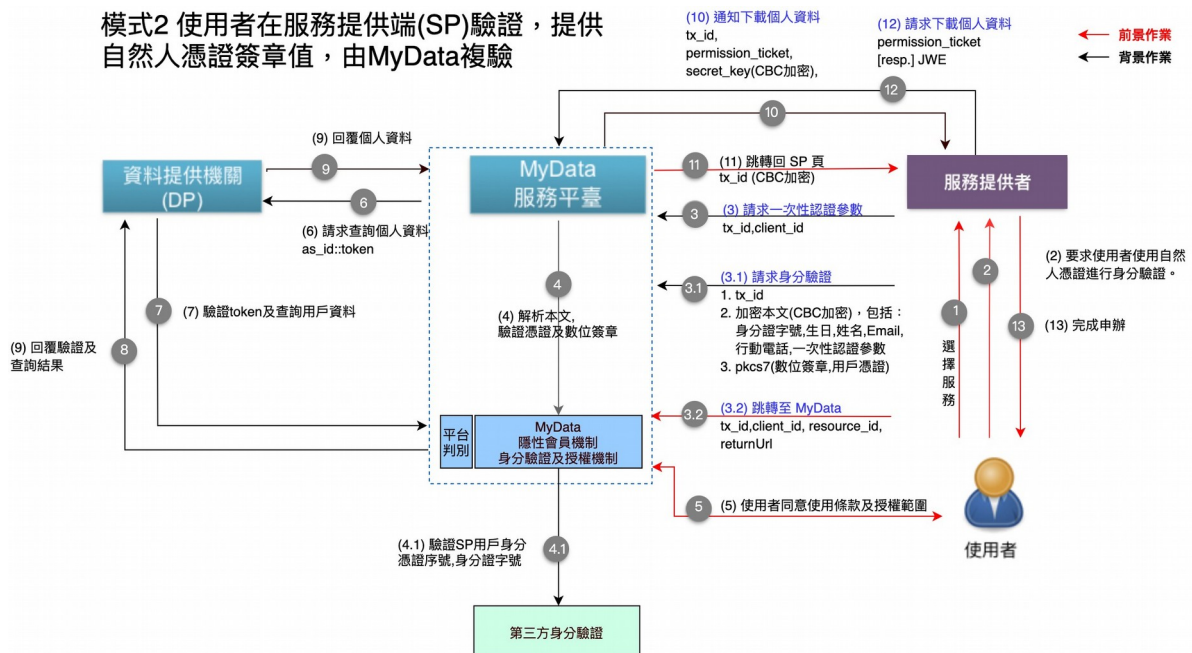 模式2 使用者在服務提供端(SP)驗證，提供
自然人憑證簽章值，由MyData複驗
(10) 通知下載個人資料
tx_id,
permission_ticket,
secret_key(CBC加密),
(12) 請求下載個人資料
permission_ticket
[resp.] JWE
前景作業
背景作業
12
10
(9) 回覆個人資料
9
資料提供機關
(DP)
6
(6) 請求查詢個人資料
as_id::token
MyData
服務平臺
11
(11) 跳轉回 SP 頁
tx_id (CBC加密)
服務提供者
3
(3) 請求一次性認證參數
tx_id,client_id
(2) 要求使用者使用自然
人憑證進行身分驗證。
3.1
(3.1) 請求身分驗證
1. tx_id
2. 加密本文(CBC加密)，包括：
身分證字號,生日,姓名,Email,
行動電話,一次性認證參數
3. pkcs7(數位簽章,用戶憑證)
4
(4) 解析本文,
驗證憑證及數位簽章
7
(7) 驗證token及查詢用戶資料
8
(9) 回覆驗證及
查詢結果
1
選擇服務
2
13
(13) 完成申辦
3.2
(3.2) 跳轉至 MyData
tx_id,client_id, resource_id,
returnUrl
平台
判別
MyData
隱性會員機制
身分驗證及授權機制
5
(5) 使用者同意使用條款及授權範圍
使用者
(4.1) 驗證SP用戶身分
憑證序號,身分證字號
4.1
第三方身分驗證